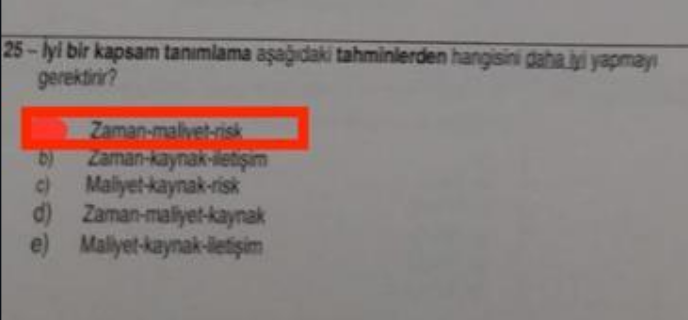 25 – İyi bir kapsam tanımlama aşağıdaki tahminlerden hangisini daha iyi yapmayı
gerektirir?
Zaman-maliyet-risk
b) Zaman-kaynak-iletişim
c) Maliyet-kaynak-risk
d) Zaman-maliyet-kaynak
e) Maliyet-kaynak-iletişim